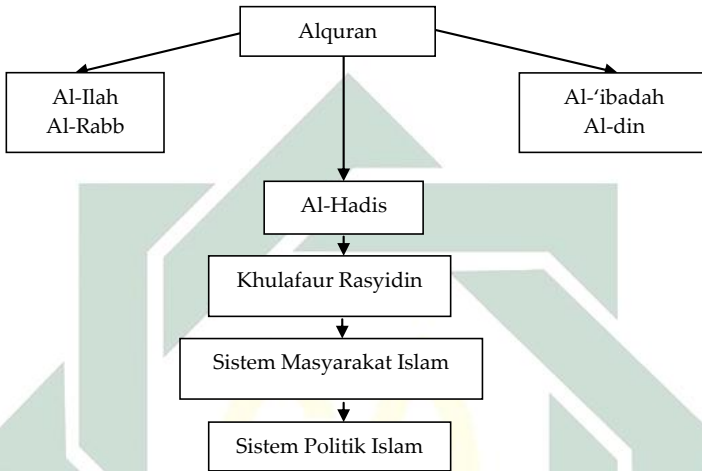 Alquran
Al-Ilah
Al-Rabb
Al-‘ibadah
Al-din
Al-Hadis
Khulafaur Rasyidin
Sistem Masyarakat Islam
Sistem Politik Islam